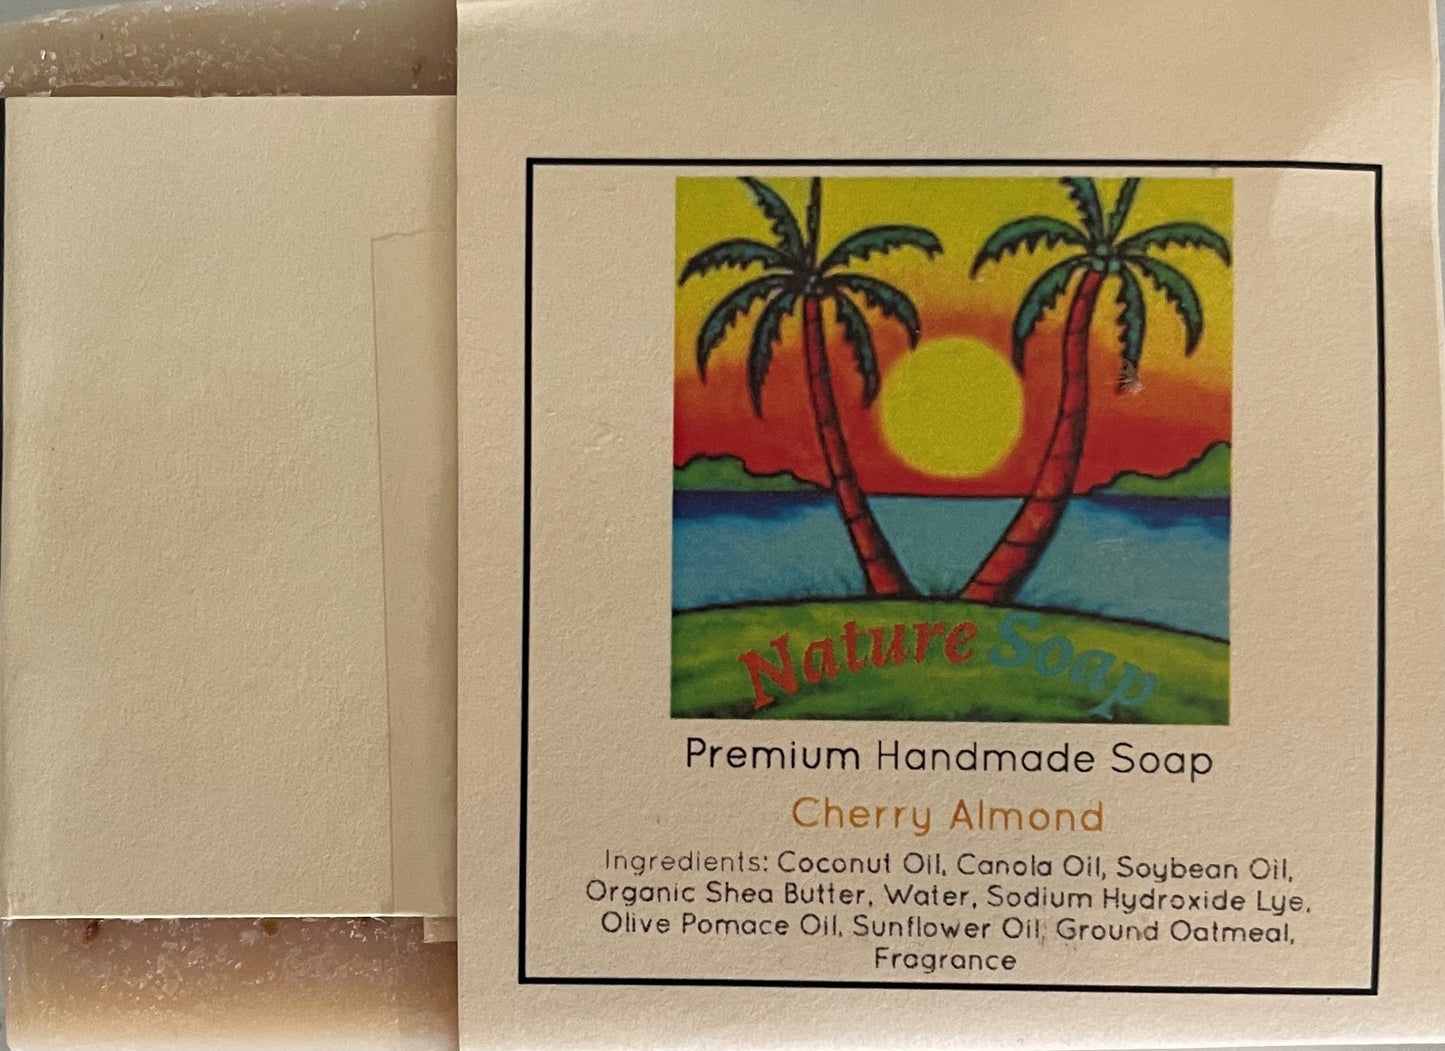 Nature Soap
Premium Handmade Soap
Cherry Almond
Ingredients: Coconut Oil, Canola Oil, Soybean Oil,
Organic Shea Butter, Water, Sodium Hydroxide Lye,
Olive Pomace Oil, Sunflower Oil, Ground Oatmeal,
Fragrance